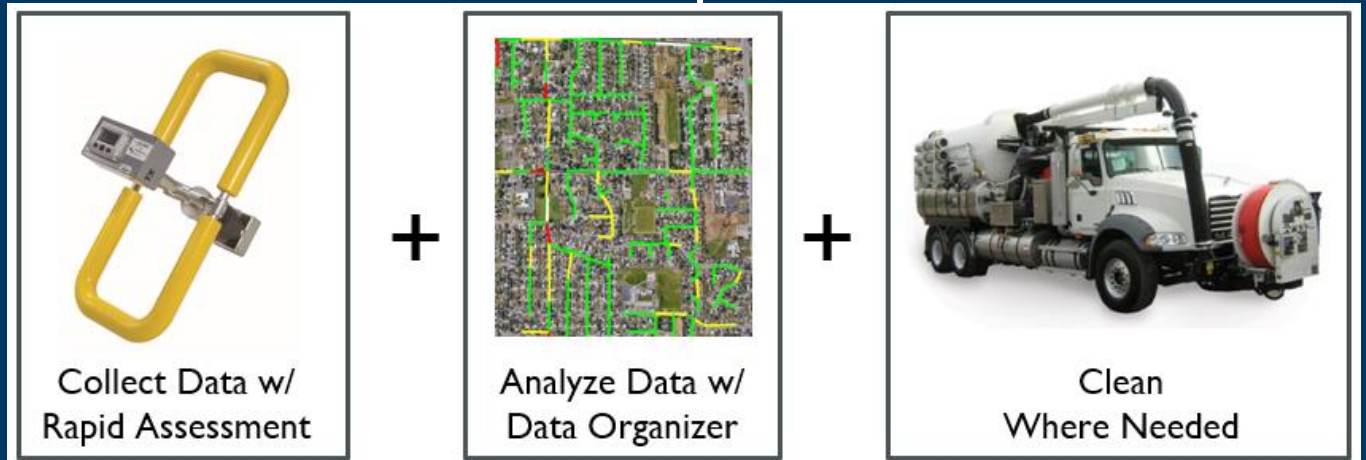 Collect Data w/
Rapid Assessment
+
Analyze Data w/
Data Organizer
+
Clean
Where Needed